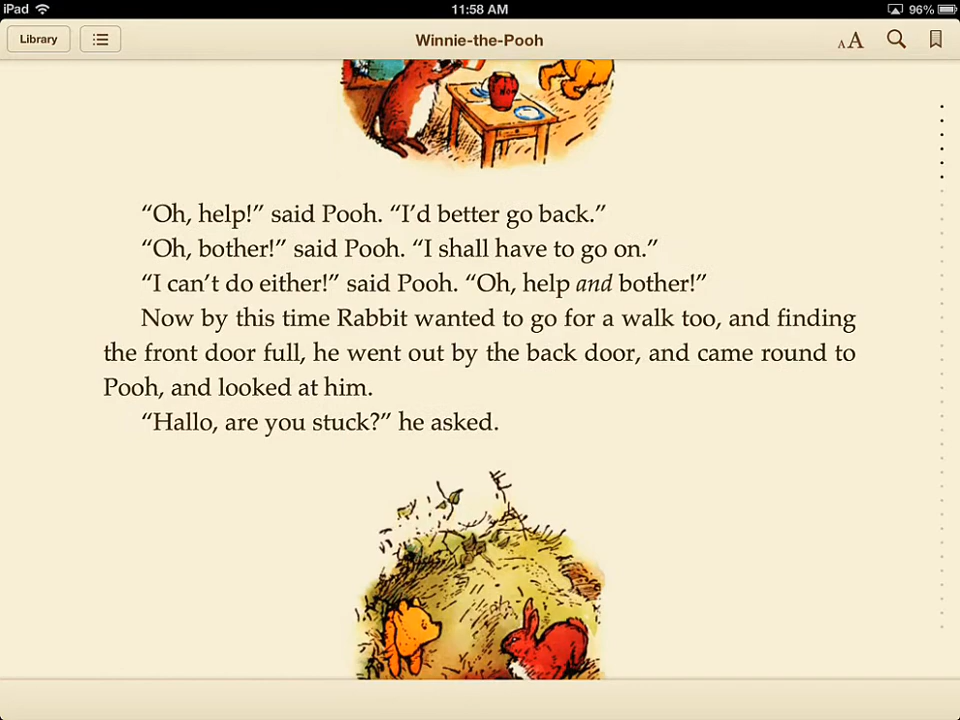 iPad 11:58 AM 96%
Library Winnie-the-Pooh AA
“Oh, help!” said Pooh. “I’d better go back.”
“Oh, bother!” said Pooh. “I shall have to go on.”
“I can’t do either!” said Pooh. “Oh, help and bother!”
Now by this time Rabbit wanted to go for a walk too, and finding
the front door full, he went out by the back door, and came round to
Pooh, and looked at him.
“Hallo, are you stuck?” he asked.